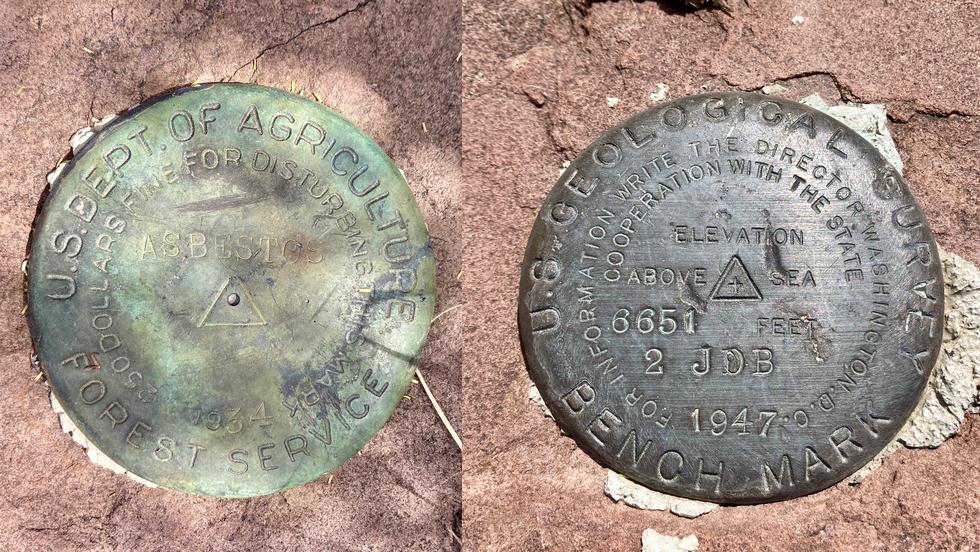 U.S. DEPT. OF AGRICULTURE
FOREST SERVICE
250 DOLLARS FINE FOR DISTURBING THIS MARK
ASBESTOS
1934
U.S. GEOLOGICAL SURVEY
BENCH MARK
FOR INFORMATION WRITE THE DIRECTOR WASHINGTON, D.C.
COOPERATION WITH THE STATE
ELEVATION
ABOVE SEA
6651 FEET
2 JDB
1947